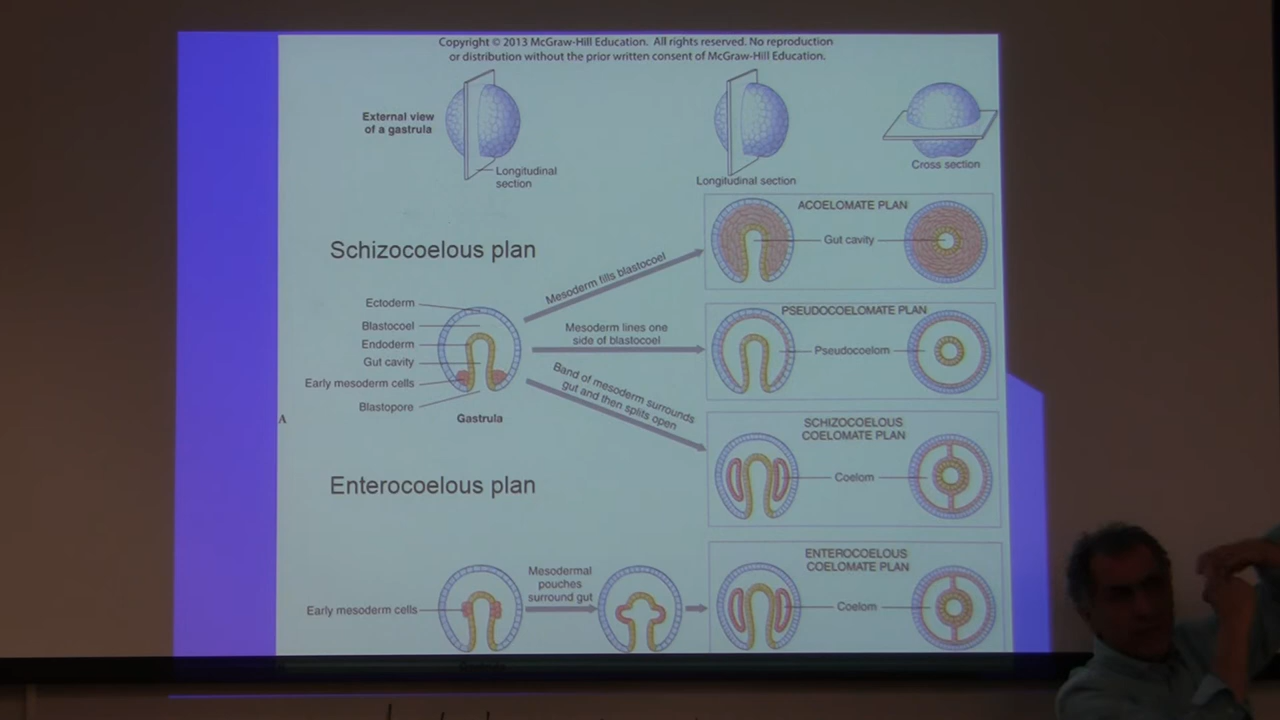 Copyright © 2013 McGraw-Hill Education. All rights reserved. No reproduction
or distribution without the prior written consent of McGraw-Hill Education.
External view
of a gastrula
Longitudinal
section
Longitudinal section
Cross section
Schizocoelous plan
Ectoderm
Blastocoel
Endoderm
Gut cavity
Early mesoderm cells
Blastopore
A
Gastrula
Mesoderm fills blastocoel
Mesoderm lines one
side of blastocoel
Band of mesoderm surrounds
gut and then splits open
ACOELOMATE PLAN
Gut cavity
PSEUDOCOELOMATE PLAN
Pseudocoelom
SCHIZOCOELOUS
COELOMATE PLAN
Coelom
Enterocoelous plan
Early mesoderm cells
Mesodermal
pouches
surround gut
ENTEROCOELOUS
COELOMATE PLAN
Coelom